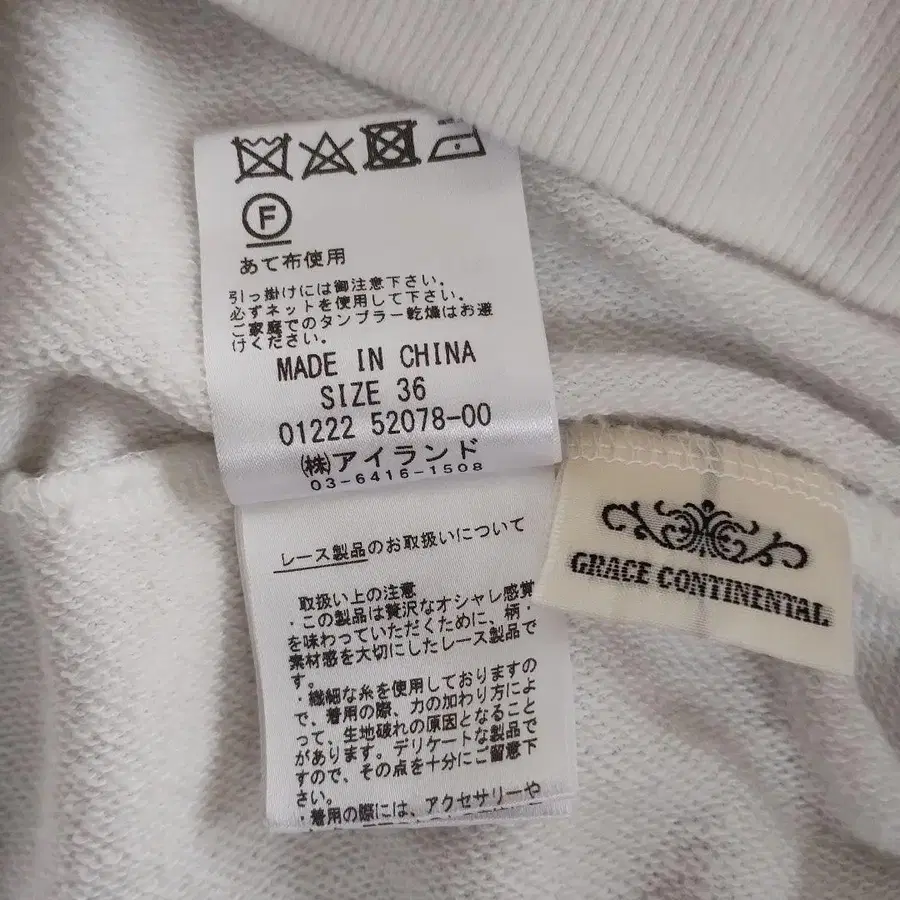 F
あて布使用
引っ掛けには御注意下さい。
必ずネットを使用して下さい。
ご家庭でのタンブラー乾燥はお避
けください。
MADE IN CHINA
SIZE 36
01222 52078-00
㈱アイランド
03-6416-1508
レース製品のお取扱いについて
取扱い上の注意
・この製品は贅沢なオシャレ感覚
を味わっていただくために、柄・
素材感を大切にしたレース製品で
す。
・繊細な糸を使用しておりますの
で、着用の際、力の加わり方によ
って、生地破れの原因となること
があります。デリケートな製品で
すので、その点を十分にご留意下
さい。
・着用の際には、アクセサリーや
GRACE CONTINENTAL